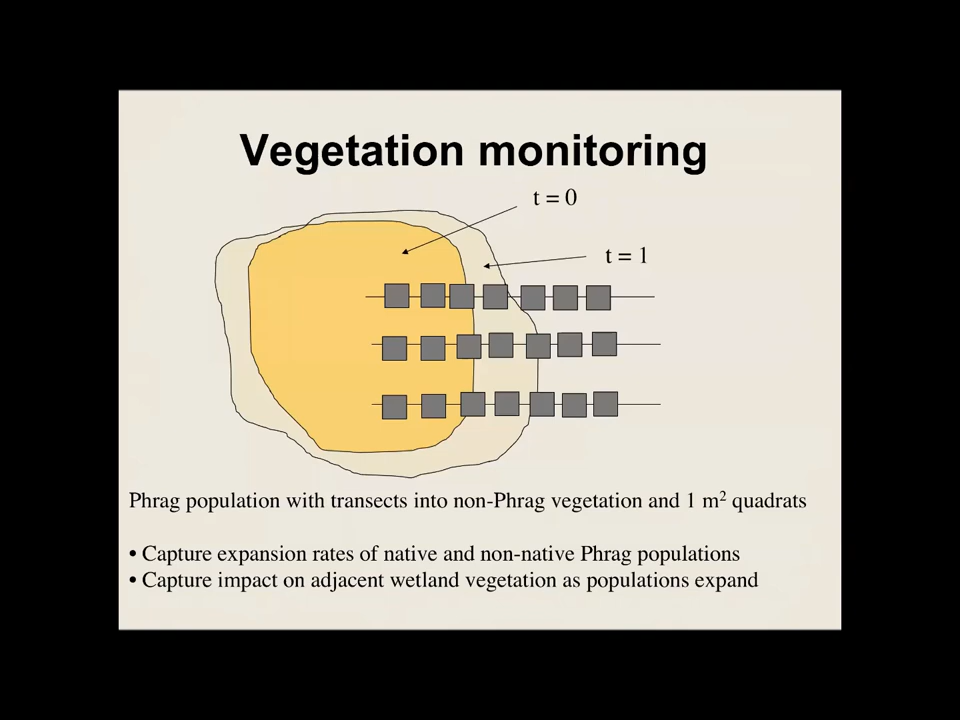 Vegetation monitoring
t = 0
t = 1
Phrag population with transects into non-Phrag vegetation and 1 m² quadrats
• Capture expansion rates of native and non-native Phrag populations
• Capture impact on adjacent wetland vegetation as populations expand